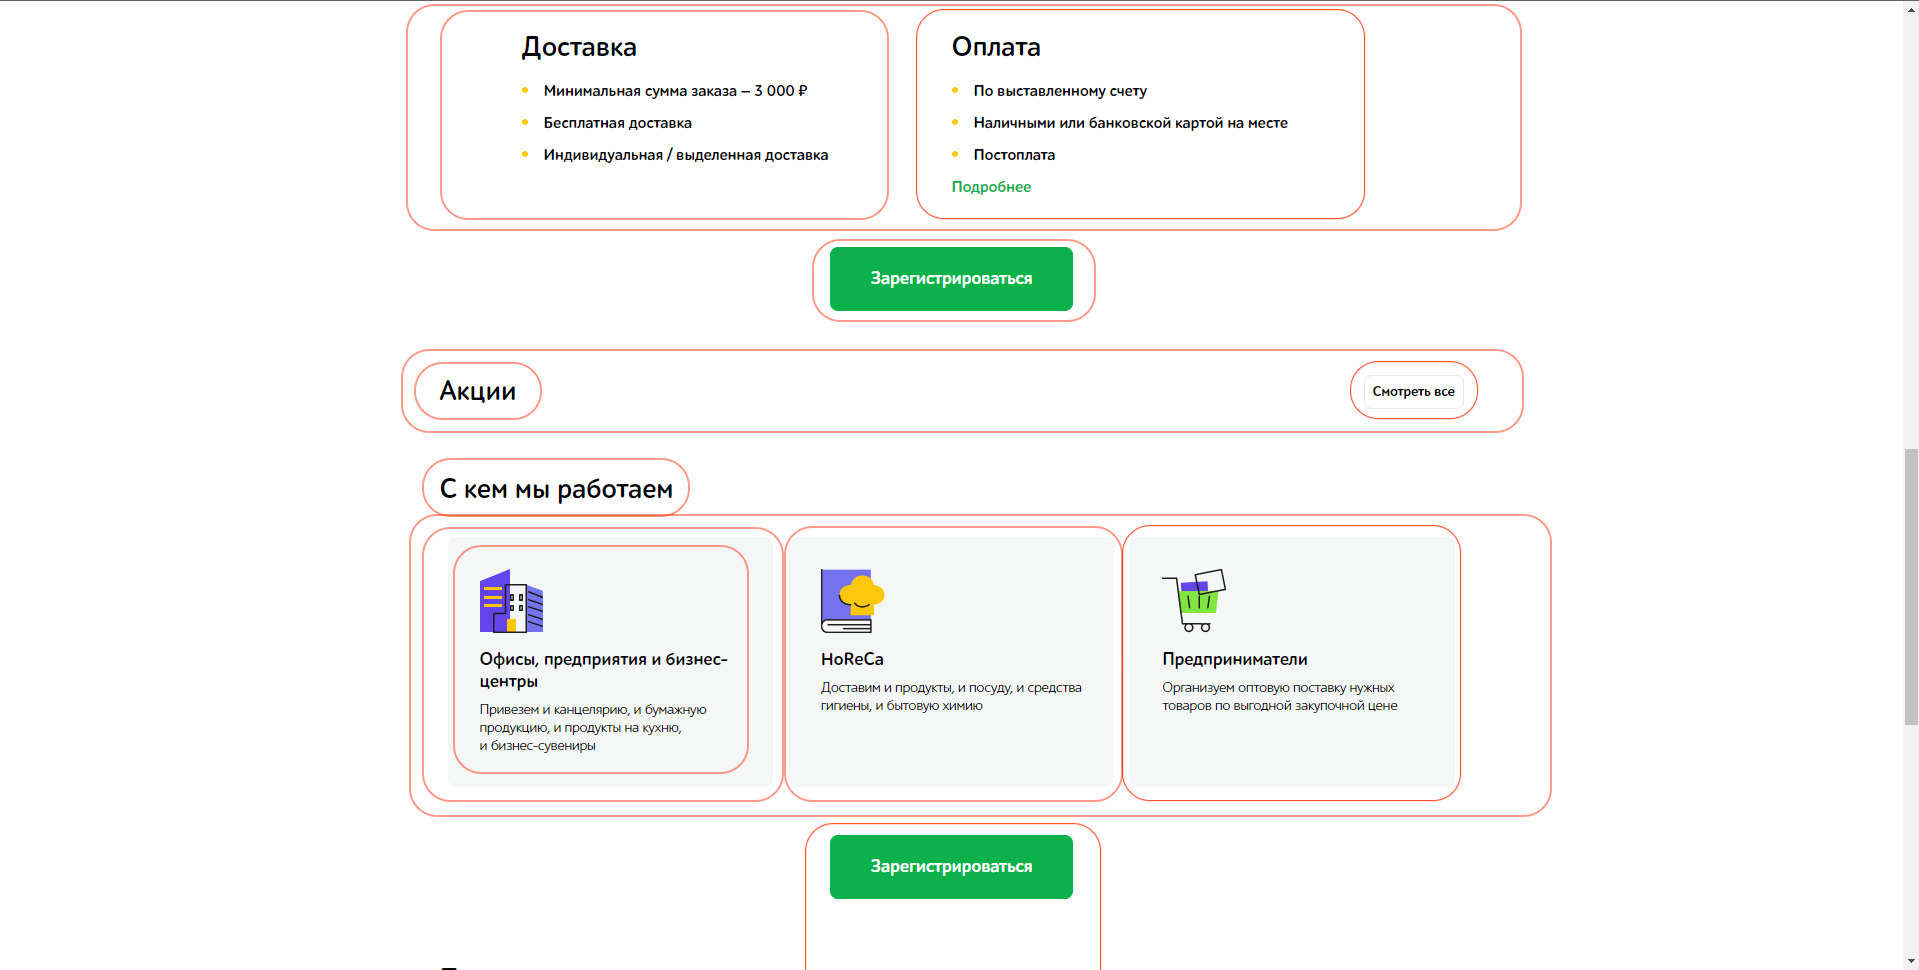 Доставка
Минимальная сумма заказа – 3 000 ₽
Бесплатная доставка
Индивидуальная / выделенная доставка
Оплата
По выставленному счету
Наличными или банковской картой на месте
Постоплата
Подробнее
Зарегистрироваться
Акции
Смотреть все
С кем мы работаем
Офисы, предприятия и бизнес-
центры
Привезем и канцелярию, и бумажную
продукцию, и продукты на кухню,
и бизнес-сувениры
HoReCa
Доставим и продукты, и посуду, и средства
гигиены, и бытовую химию
Предприниматели
Организуем оптовую поставку нужных
товаров по выгодной закупочной цене
Зарегистрироваться